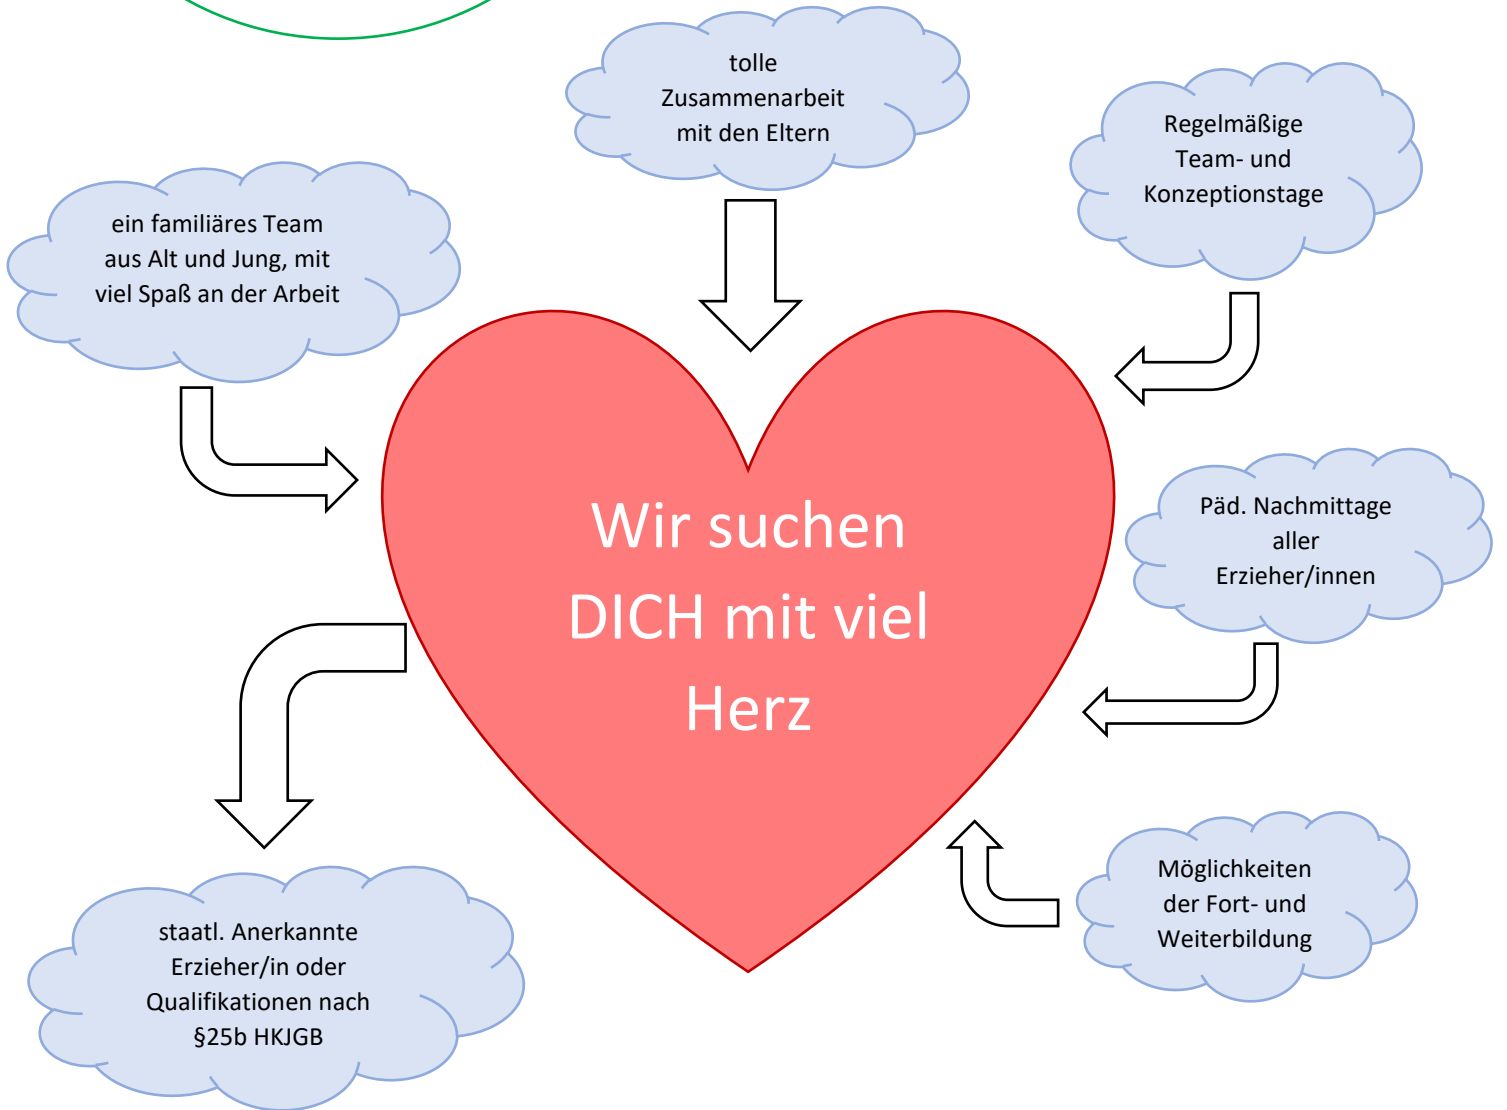 tolle
Zusammenarbeit
mit den Eltern
Regelmäßige
Team- und
Konzeptionstage
ein familiäres Team
aus Alt und Jung, mit
viel Spaß an der Arbeit
Wir suchen
DICH mit viel
Herz
Päd. Nachmittage
aller
Erzieher/innen
Möglichkeiten
der Fort- und
Weiterbildung
staatl. Anerkannte
Erzieher/in oder
Qualifikationen nach
§25b HKJGB